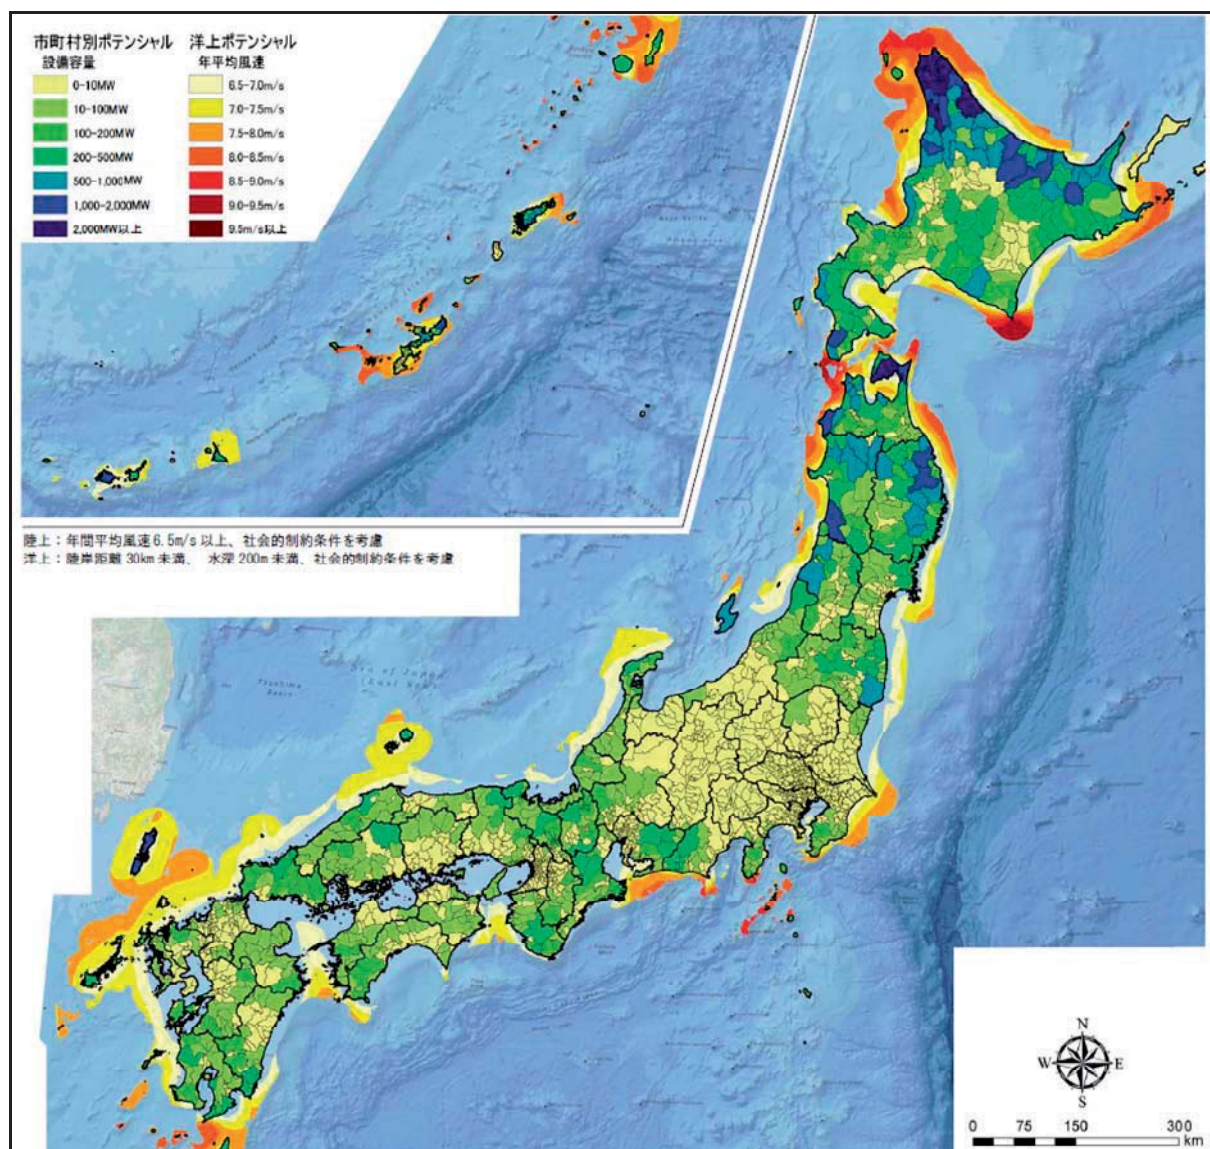 市町村別ポテンシャル
設備容量
0-10MW
10-100MW
100-200MW
200-500MW
500-1,000MW
1,000-2,000MW
2,000MW以上
洋上ポテンシャル
年平均風速
6.5-7.0m/s
7.0-7.5m/s
7.5-8.0m/s
8.0-8.5m/s
8.5-9.0m/s
9.0-9.5m/s
9.5m/s以上
陸上：年間平均風速6.5m/s以上、社会的制約条件を考慮
洋上：陸岸距離30km未満、 水深200m未満、社会的制約条件を考慮
Tsushima
Basin
of Japan
(East Sea)
N
W E
S
0 75 150 300
km